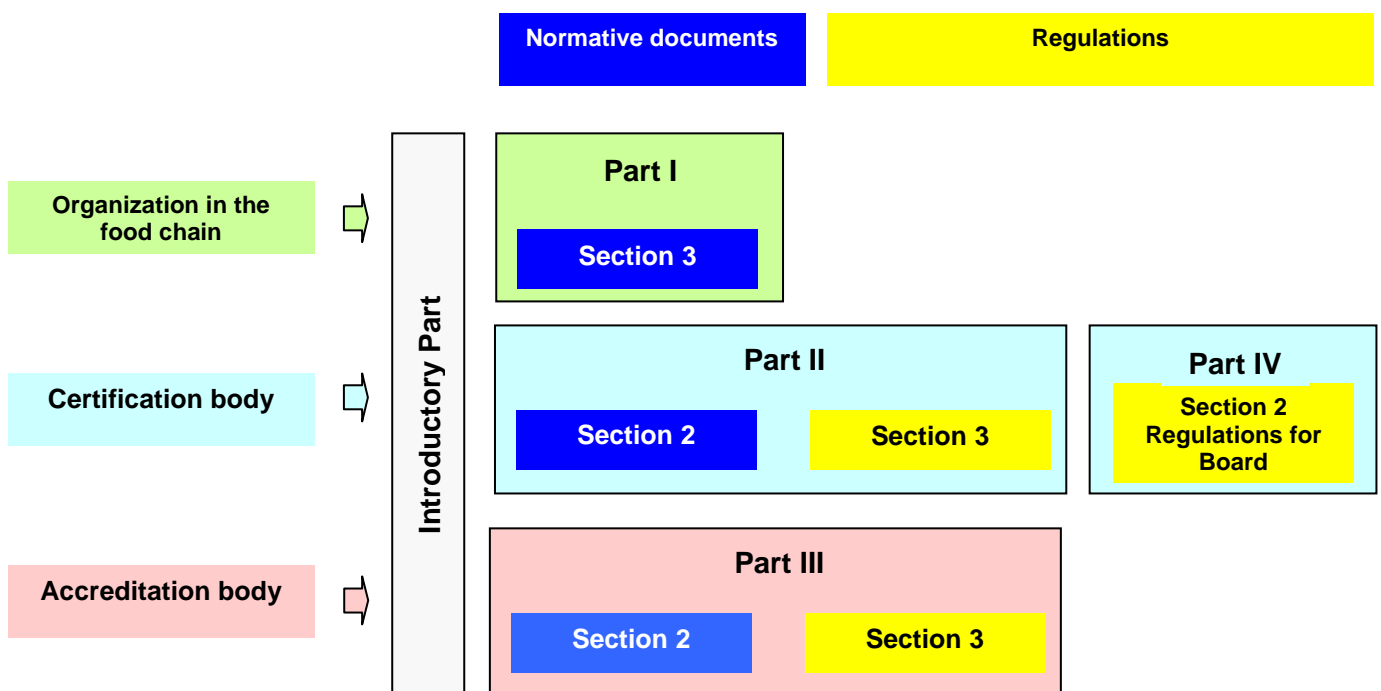 Normative documents
Regulations
Part I
Organization in the
food chain
Section 3
Introductory Part
Part II
Part IV
Certification body
Section 2
Section 3
Section 2
Regulations for
Board
Part III
Accreditation body
Section 2
Section 3